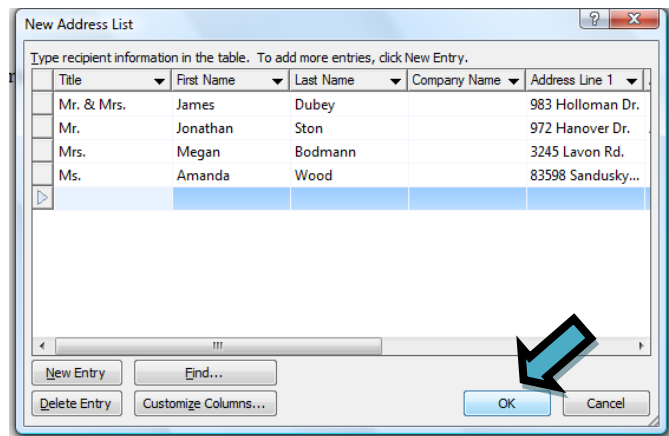 New Address List
Type recipient information in the table. To add more entries, click New Entry.
Title First Name Last Name Company Name Address Line 1
Mr. & Mrs. James Dubey 983 Holloman Dr.
Mr. Jonathan Ston 972 Hanover Dr.
Mrs. Megan Bodmann 3245 Lavon Rd.
Ms. Amanda Wood 83598 Sandusky...
New Entry Find...
Delete Entry Customize Columns... OK Cancel